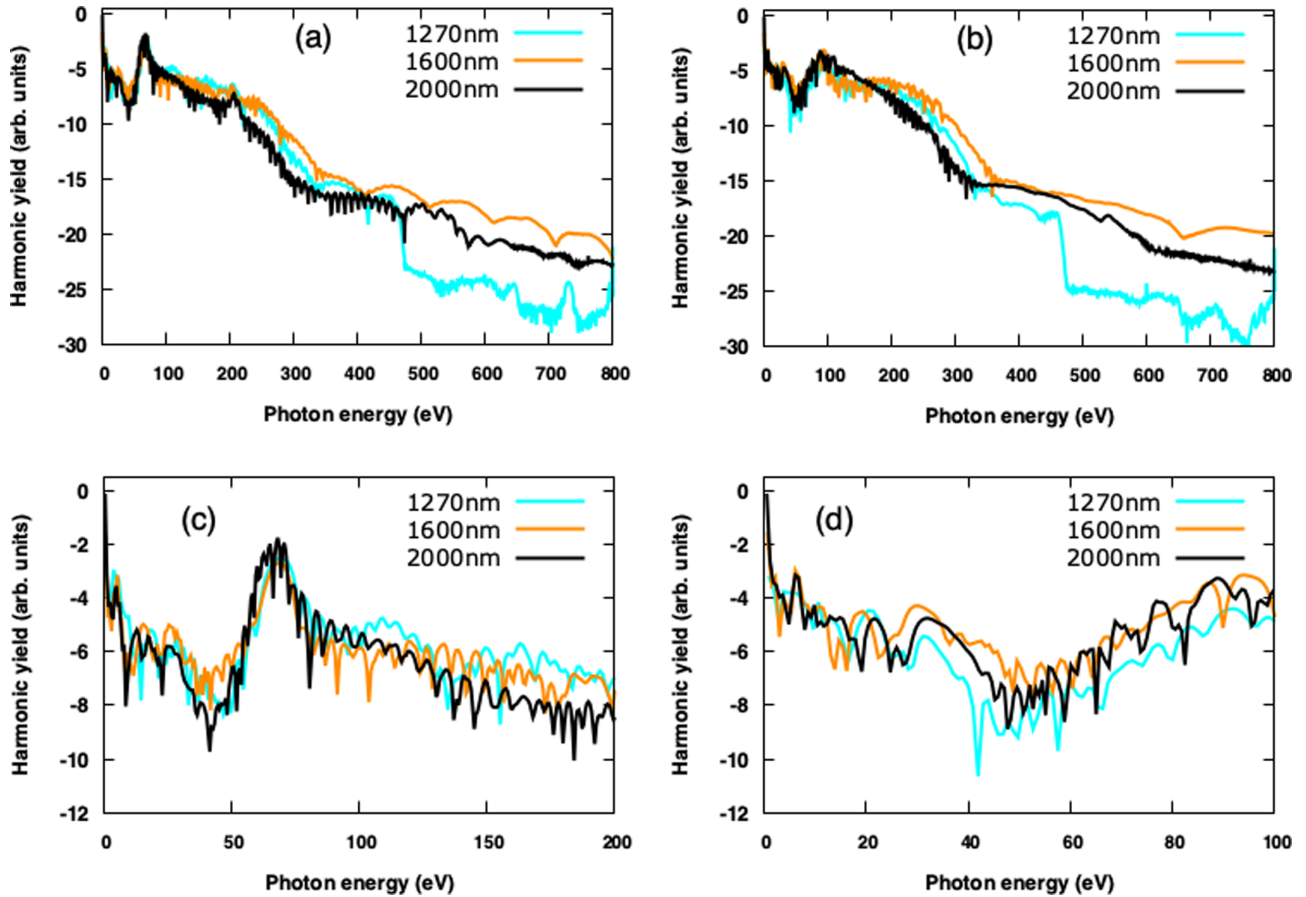 (a)
1270nm
1600nm
2000nm
Harmonic yield (arb. units)
0
-5
-10
-15
-20
-25
-30
0 100 200 300 400 500 600 700 800
Photon energy (eV)
(b)
1270nm
1600nm
2000nm
Harmonic yield (arb. units)
0
-5
-10
-15
-20
-25
-30
0 100 200 300 400 500 600 700 800
Photon energy (eV)
(c)
1270nm
1600nm
2000nm
Harmonic yield (arb. units)
0
-2
-4
-6
-8
-10
-12
0 50 100 150 200
Photon energy (eV)
(d)
1270nm
1600nm
2000nm
Harmonic yield (arb. units)
0
-2
-4
-6
-8
-10
-12
0 20 40 60 80 100
Photon energy (eV)